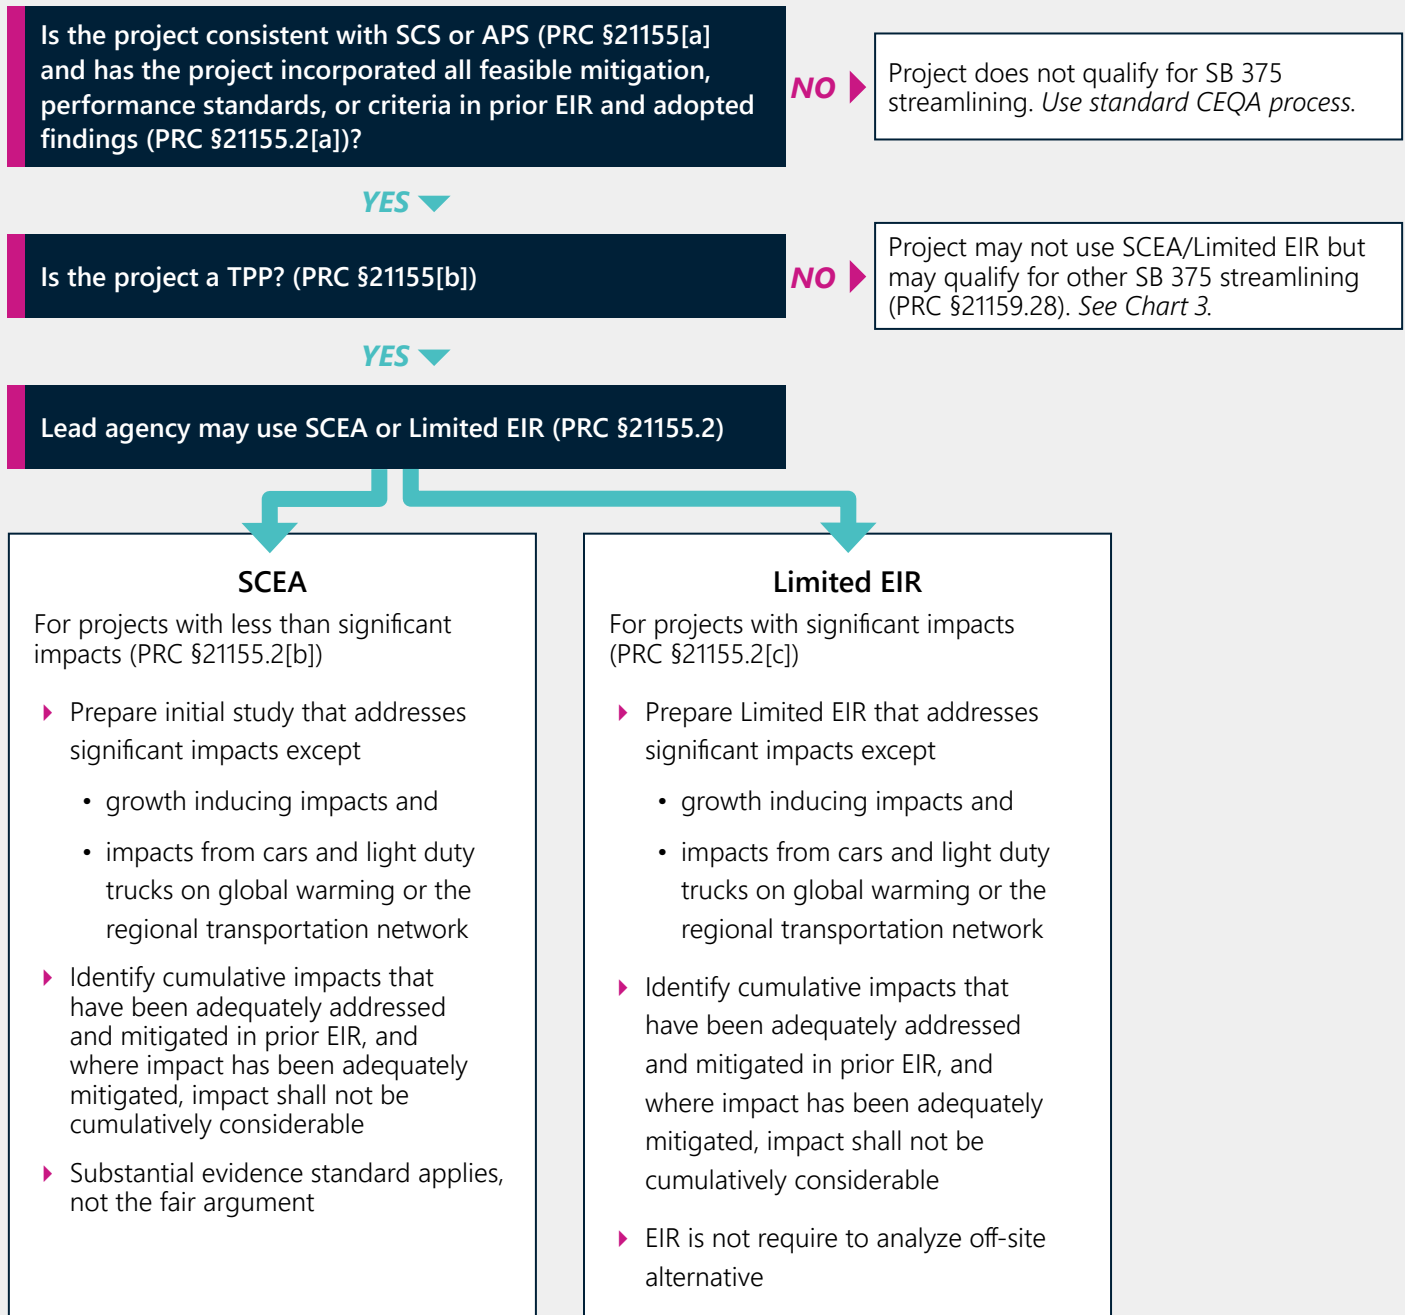 Is the project consistent with SCS or APS (PRC §21155[a]
and has the project incorporated all feasible mitigation,
performance standards, or criteria in prior EIR and adopted
findings (PRC §21155.2[a])?
NO
Project does not qualify for SB 375
streamlining. Use standard CEQA process.
YES
Is the project a TPP? (PRC §21155[b])
NO
Project may not use SCEA/Limited EIR but
may qualify for other SB 375 streamlining
(PRC §21159.28). See Chart 3.
YES
Lead agency may use SCEA or Limited EIR (PRC §21155.2)
SCEA
For projects with less than significant
impacts (PRC §21155.2[b])
Prepare initial study that addresses
significant impacts except
• growth inducing impacts and
• impacts from cars and light duty
trucks on global warming or the
regional transportation network
Identify cumulative impacts that
have been adequately addressed
and mitigated in prior EIR, and
where impact has been adequately
mitigated, impact shall not be
cumulatively considerable
Substantial evidence standard applies,
not the fair argument
Limited EIR
For projects with significant impacts
(PRC §21155.2[c])
Prepare Limited EIR that addresses
significant impacts except
• growth inducing impacts and
• impacts from cars and light duty
trucks on global warming or the
regional transportation network
Identify cumulative impacts that
have been adequately addressed
and mitigated in prior EIR, and
where impact has been adequately
mitigated, impact shall not be
cumulatively considerable
EIR is not require to analyze off-site
alternative